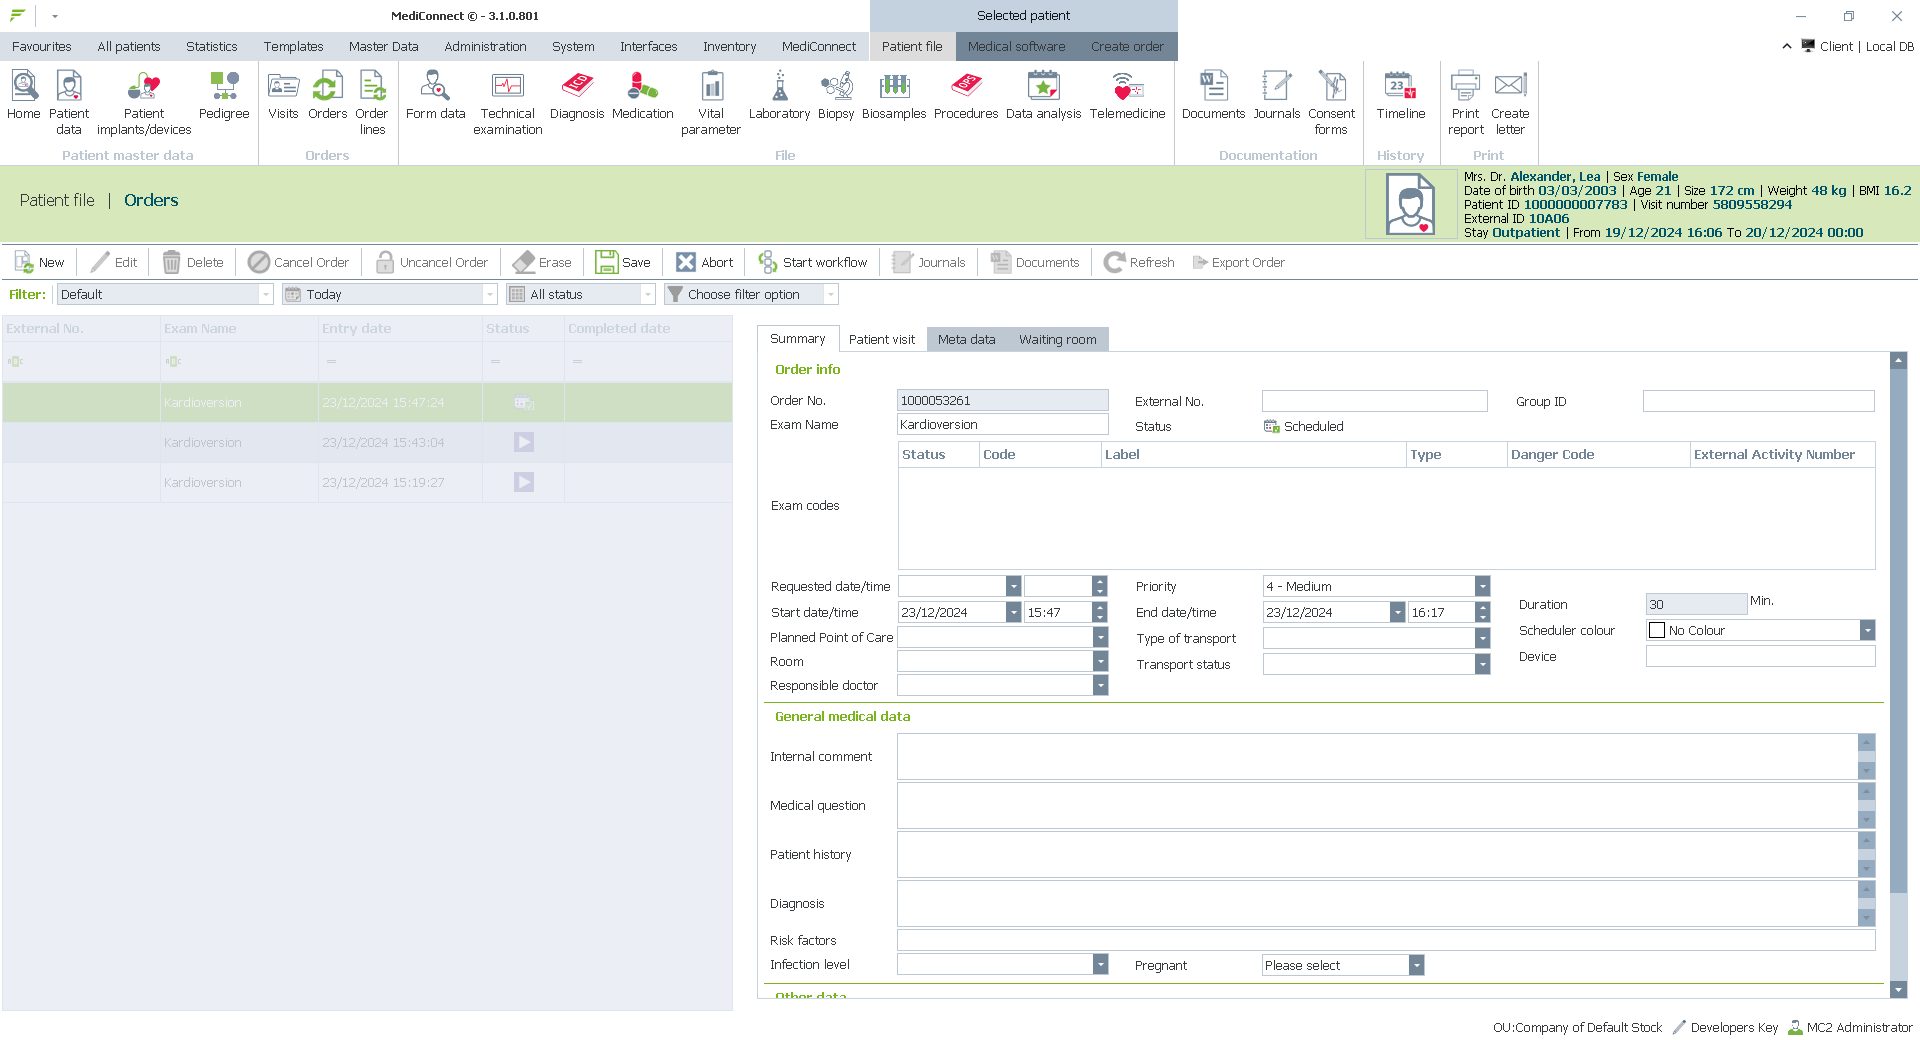 MediConnect © - 3.1.0.801
Selected patient
Favourites All patients Statistics Templates Master Data Administration System Interfaces Inventory MediConnect Patient file Medical software Create order
Client | Local DB
Home Patient data Patient implants/devices Pedigree Visits Orders Order lines Form data Technical examination Diagnosis Medication Vital parameter Laboratory Biopsy Biosamples Procedures Data analysis Telemedicine Documents Journals Consent forms Timeline Print report Create letter
Patient master data Orders File Documentation History Print
Patient file | Orders
Mrs. Dr. Alexander, Lea | Sex Female
Date of birth 03/03/2003 | Age 21 | Size 172 cm | Weight 48 kg | BMI 16.2
Patient ID 1000000007783 | Visit number 5809558294
External ID 10A06
Stay Outpatient | From 19/12/2024 16:06 To 20/12/2024 00:00
New Edit Delete Cancel Order Uncancel Order Erase Save Abort Start workflow Journals Documents Refresh Export Order
Filter: Default Today All status Choose filter option
External No. Exam Name Entry date Status Completed date
Kardioversion 23/12/2024 15:47:24
Kardioversion 23/12/2024 15:43:04
Kardioversion 23/12/2024 15:19:27
Summary Patient visit Meta data Waiting room
Order info
Order No. 1000053261 External No. Group ID
Exam Name Kardioversion Status Scheduled
Status Code Label Type Danger Code External Activity Number
Exam codes
Requested date/time Priority 4 - Medium
Start date/time 23/12/2024 15:47 End date/time 23/12/2024 16:17 Duration 30 Min.
Planned Point of Care Type of transport Scheduler colour No Colour
Room Transport status Device
Responsible doctor
General medical data
Internal comment
Medical question
Patient history
Diagnosis
Risk factors
Infection level Pregnant Please select
Other data
OU:Company of Default Stock Developers Key MC2 Administrator